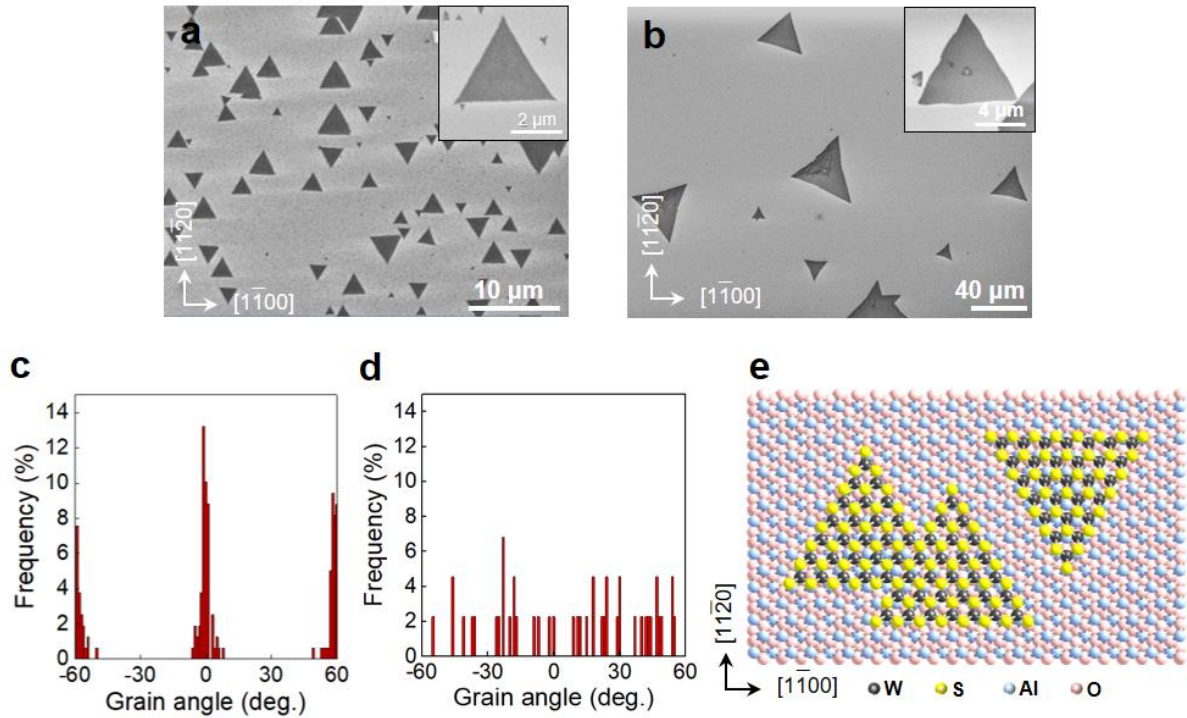 a
2 µm
[112̄0]
[11̄00]
10 µm
b
4 µm
[112̄0]
[11̄00]
40 µm
c
Frequency (%)
14
12
10
8
6
4
2
0
-60 -30 0 30 60
Grain angle (deg.)
d
Frequency (%)
14
12
10
8
6
4
2
0
-60 -30 0 30 60
Grain angle (deg.)
e
[112̄0]
[11̄00]
W S Al O